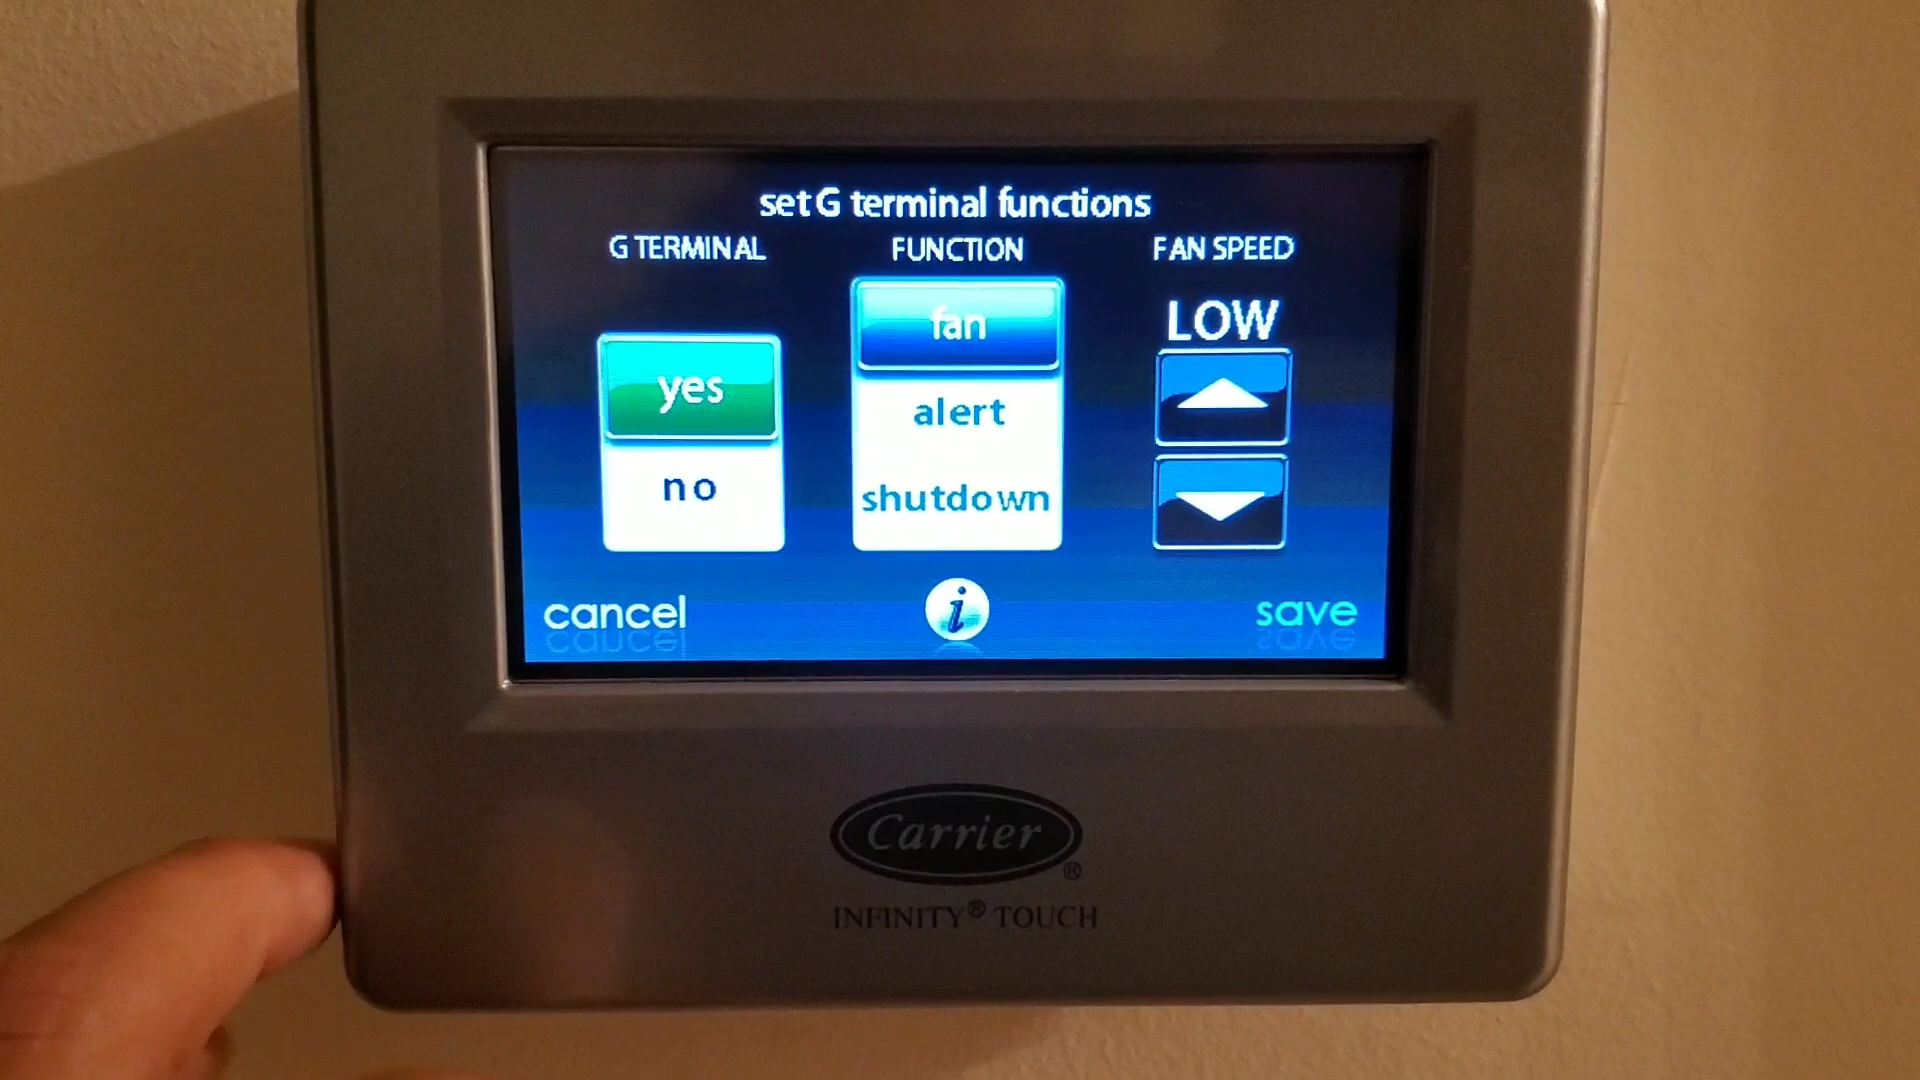 set G terminal functions
G TERMINAL FUNCTION FAN SPEED
yes
no
fan
alert
shutdown
LOW
cancel i save
Carrier®
INFINITY® TOUCH